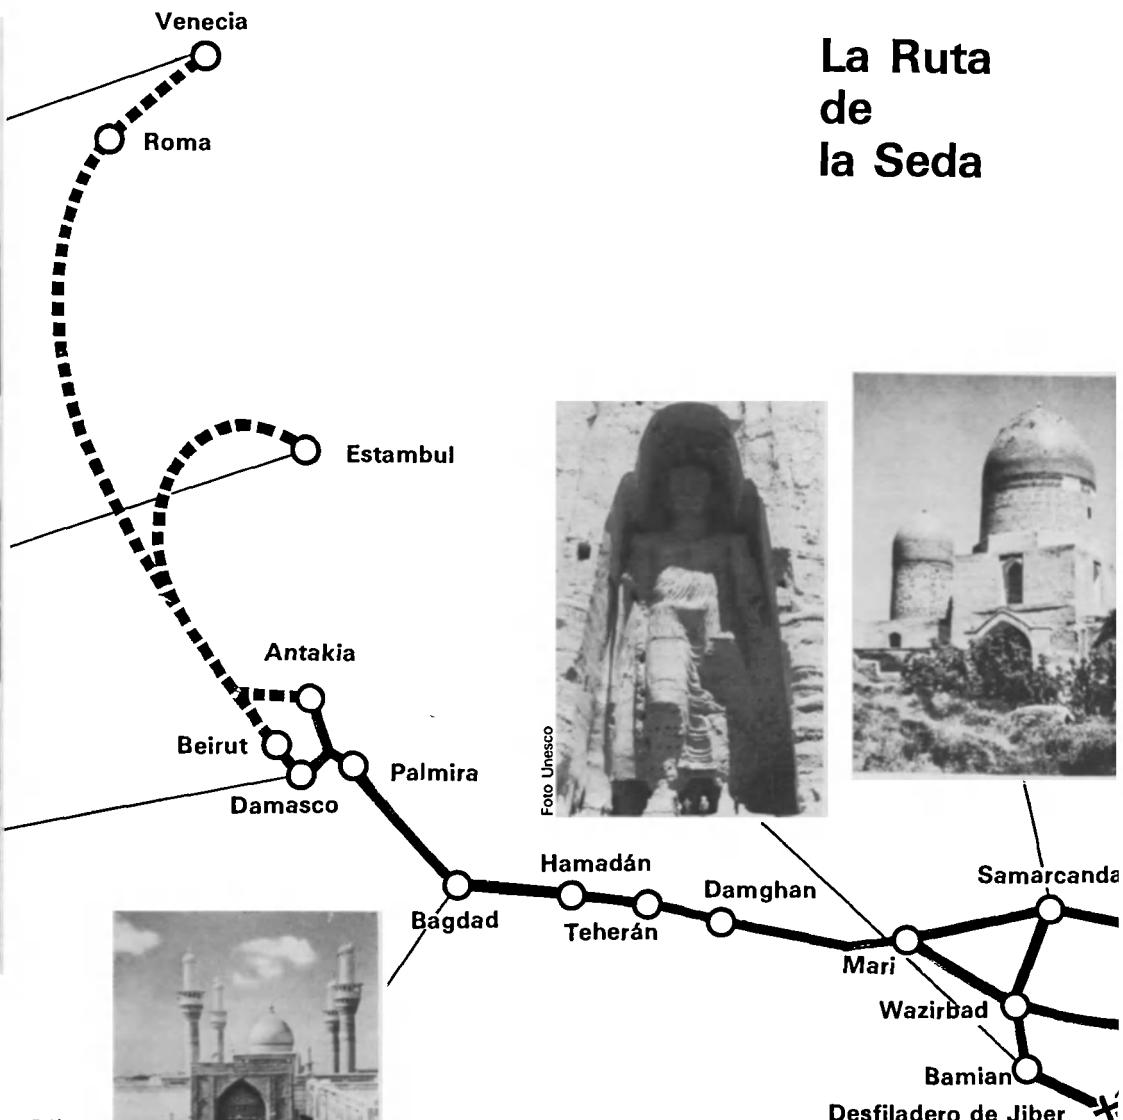 Venecia
La Ruta
de
la Seda
Roma
Estambul
Antakia
Beirut
Palmira
Damasco
Foto Unesco
Hamadán
Damghan
Samarcanda
Bagdad
Teherán
Mari
Wazirbad
Bamian
Desfiladero de Jiber